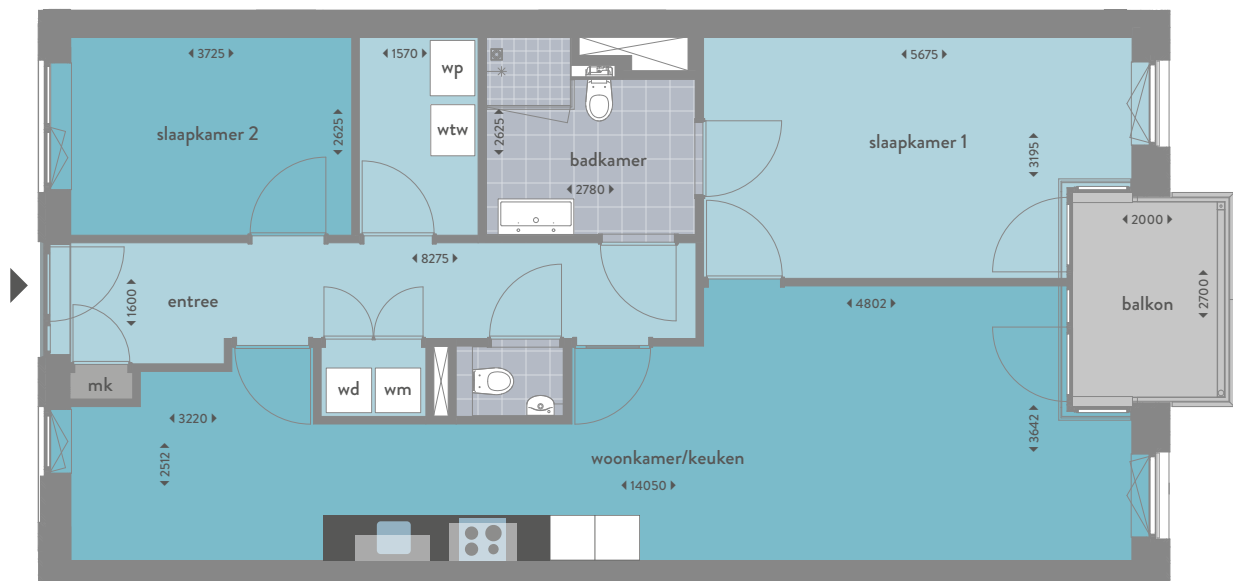 3725
1570
5675
wp
wtw
slaapkamer 2
2625
2625
badkamer
2780
slaapkamer 1
3195
2000
8275
entree
1600
4802
balkon
2700
mk
wd
wm
3220
2512
woonkamer/keuken
14050
3642